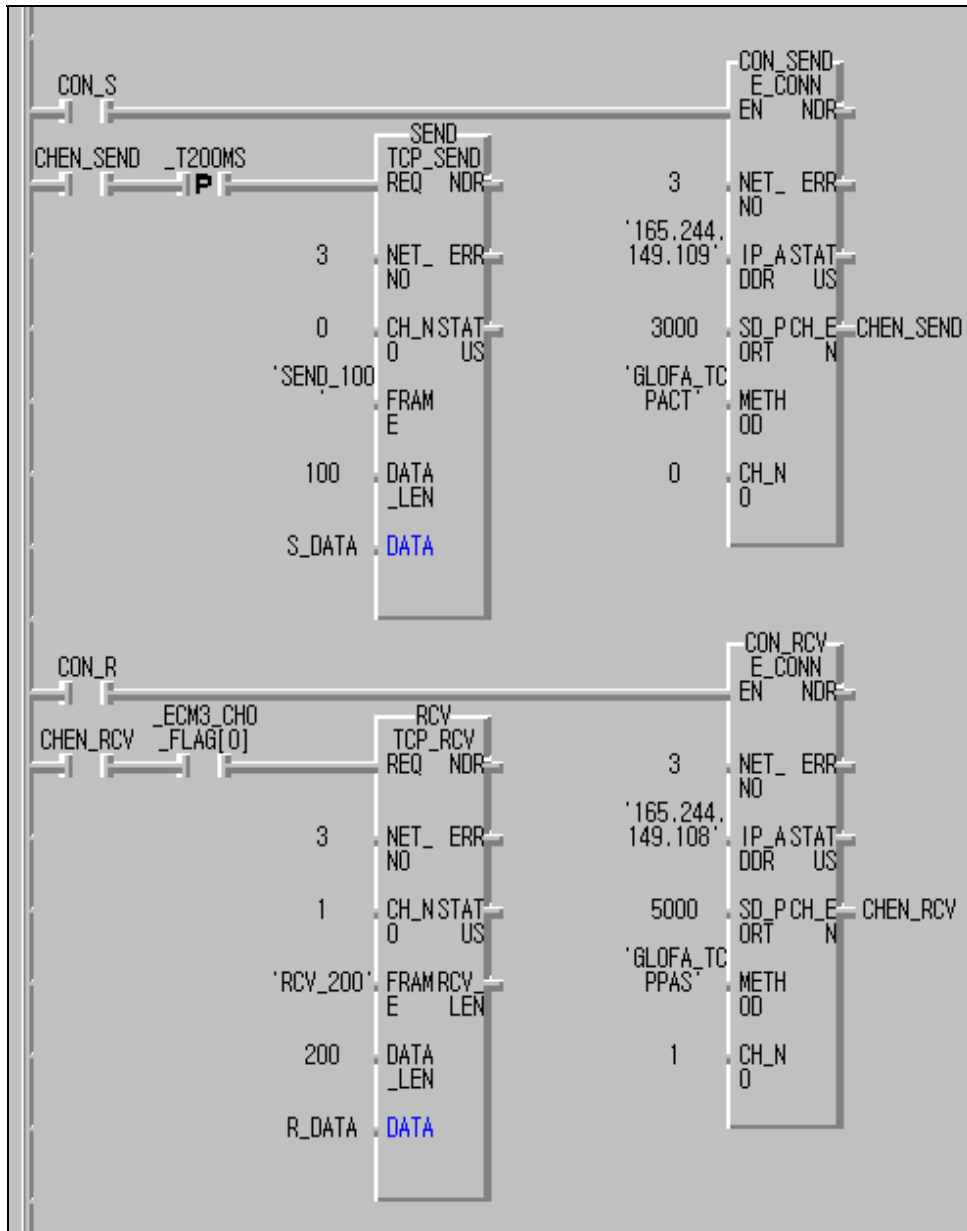 CON_SEND
CON_S E_CONN
EN NDR
SEND
CHEN_SEND _T200MS TCP_SEND
P REQ NDR 3 NET_ ERR
NO
'165.244.
3 NET_ ERR 149.109' IP_A STAT
NO DDR US
0 CH_N STAT 3000 SD_P CH_E CHEN_SEND
O US ORT N
'SEND_100 'GLOFA_TC
' FRAM PACT' METH
E OD
100 DATA 0 CH_N
_LEN O
S_DATA DATA
CON_RCV
CON_R E_CONN
EN NDR
_ECM3_CH0 RCV
CHEN_RCV _FLAG[0] TCP_RCV
REQ NDR 3 NET_ ERR
NO
'165.244.
3 NET_ ERR 149.108' IP_A STAT
NO DDR US
1 CH_N STAT 5000 SD_P CH_E CHEN_RCV
O US ORT N
'GLOFA_TC
'RCV_200' FRAM RCV_ PPAS' METH
E LEN OD
200 DATA 1 CH_N
_LEN O
R_DATA DATA